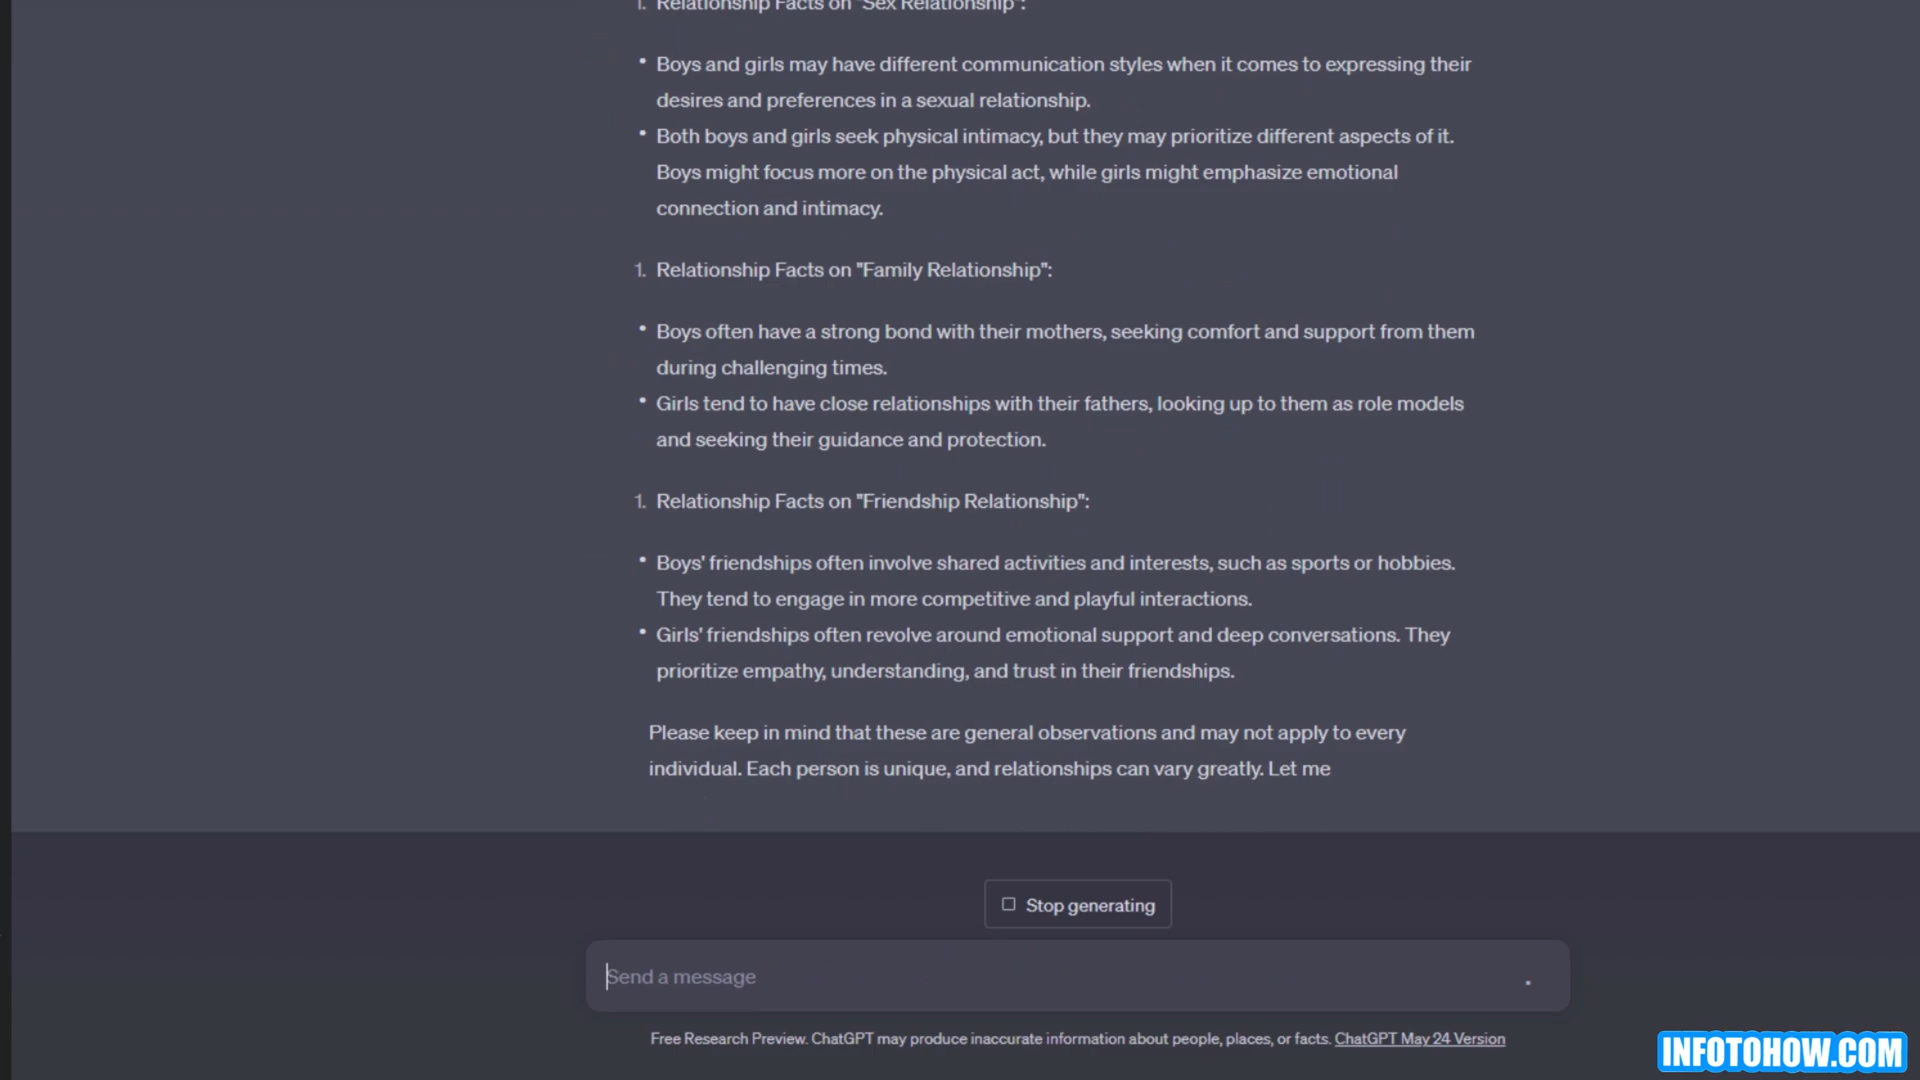 1. Relationship Facts on "Sex Relationship":
• Boys and girls may have different communication styles when it comes to expressing their
desires and preferences in a sexual relationship.
• Both boys and girls seek physical intimacy, but they may prioritize different aspects of it.
Boys might focus more on the physical act, while girls might emphasize emotional
connection and intimacy.
1. Relationship Facts on "Family Relationship":
• Boys often have a strong bond with their mothers, seeking comfort and support from them
during challenging times.
• Girls tend to have close relationships with their fathers, looking up to them as role models
and seeking their guidance and protection.
1. Relationship Facts on "Friendship Relationship":
• Boys' friendships often involve shared activities and interests, such as sports or hobbies.
They tend to engage in more competitive and playful interactions.
• Girls' friendships often revolve around emotional support and deep conversations. They
prioritize empathy, understanding, and trust in their friendships.
Please keep in mind that these are general observations and may not apply to every
individual. Each person is unique, and relationships can vary greatly. Let me
Stop generating
Send a message
Free Research Preview. ChatGPT may produce inaccurate information about people, places, or facts. ChatGPT May 24 Version
INFOTOHOW.COM